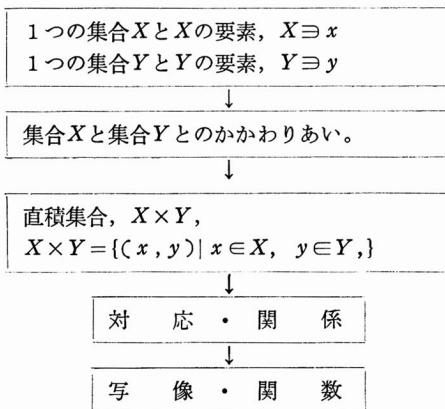 1つの集合XとXの要素，X∋x
1つの集合YとYの要素，Y∋y
↓
集合Xと集合Yとのかかわりあい。
↓
直積集合，X×Y，
X×Y={(x,y)|x∈X, y∈Y,}
↓
対応・関係
↓
写像・関数